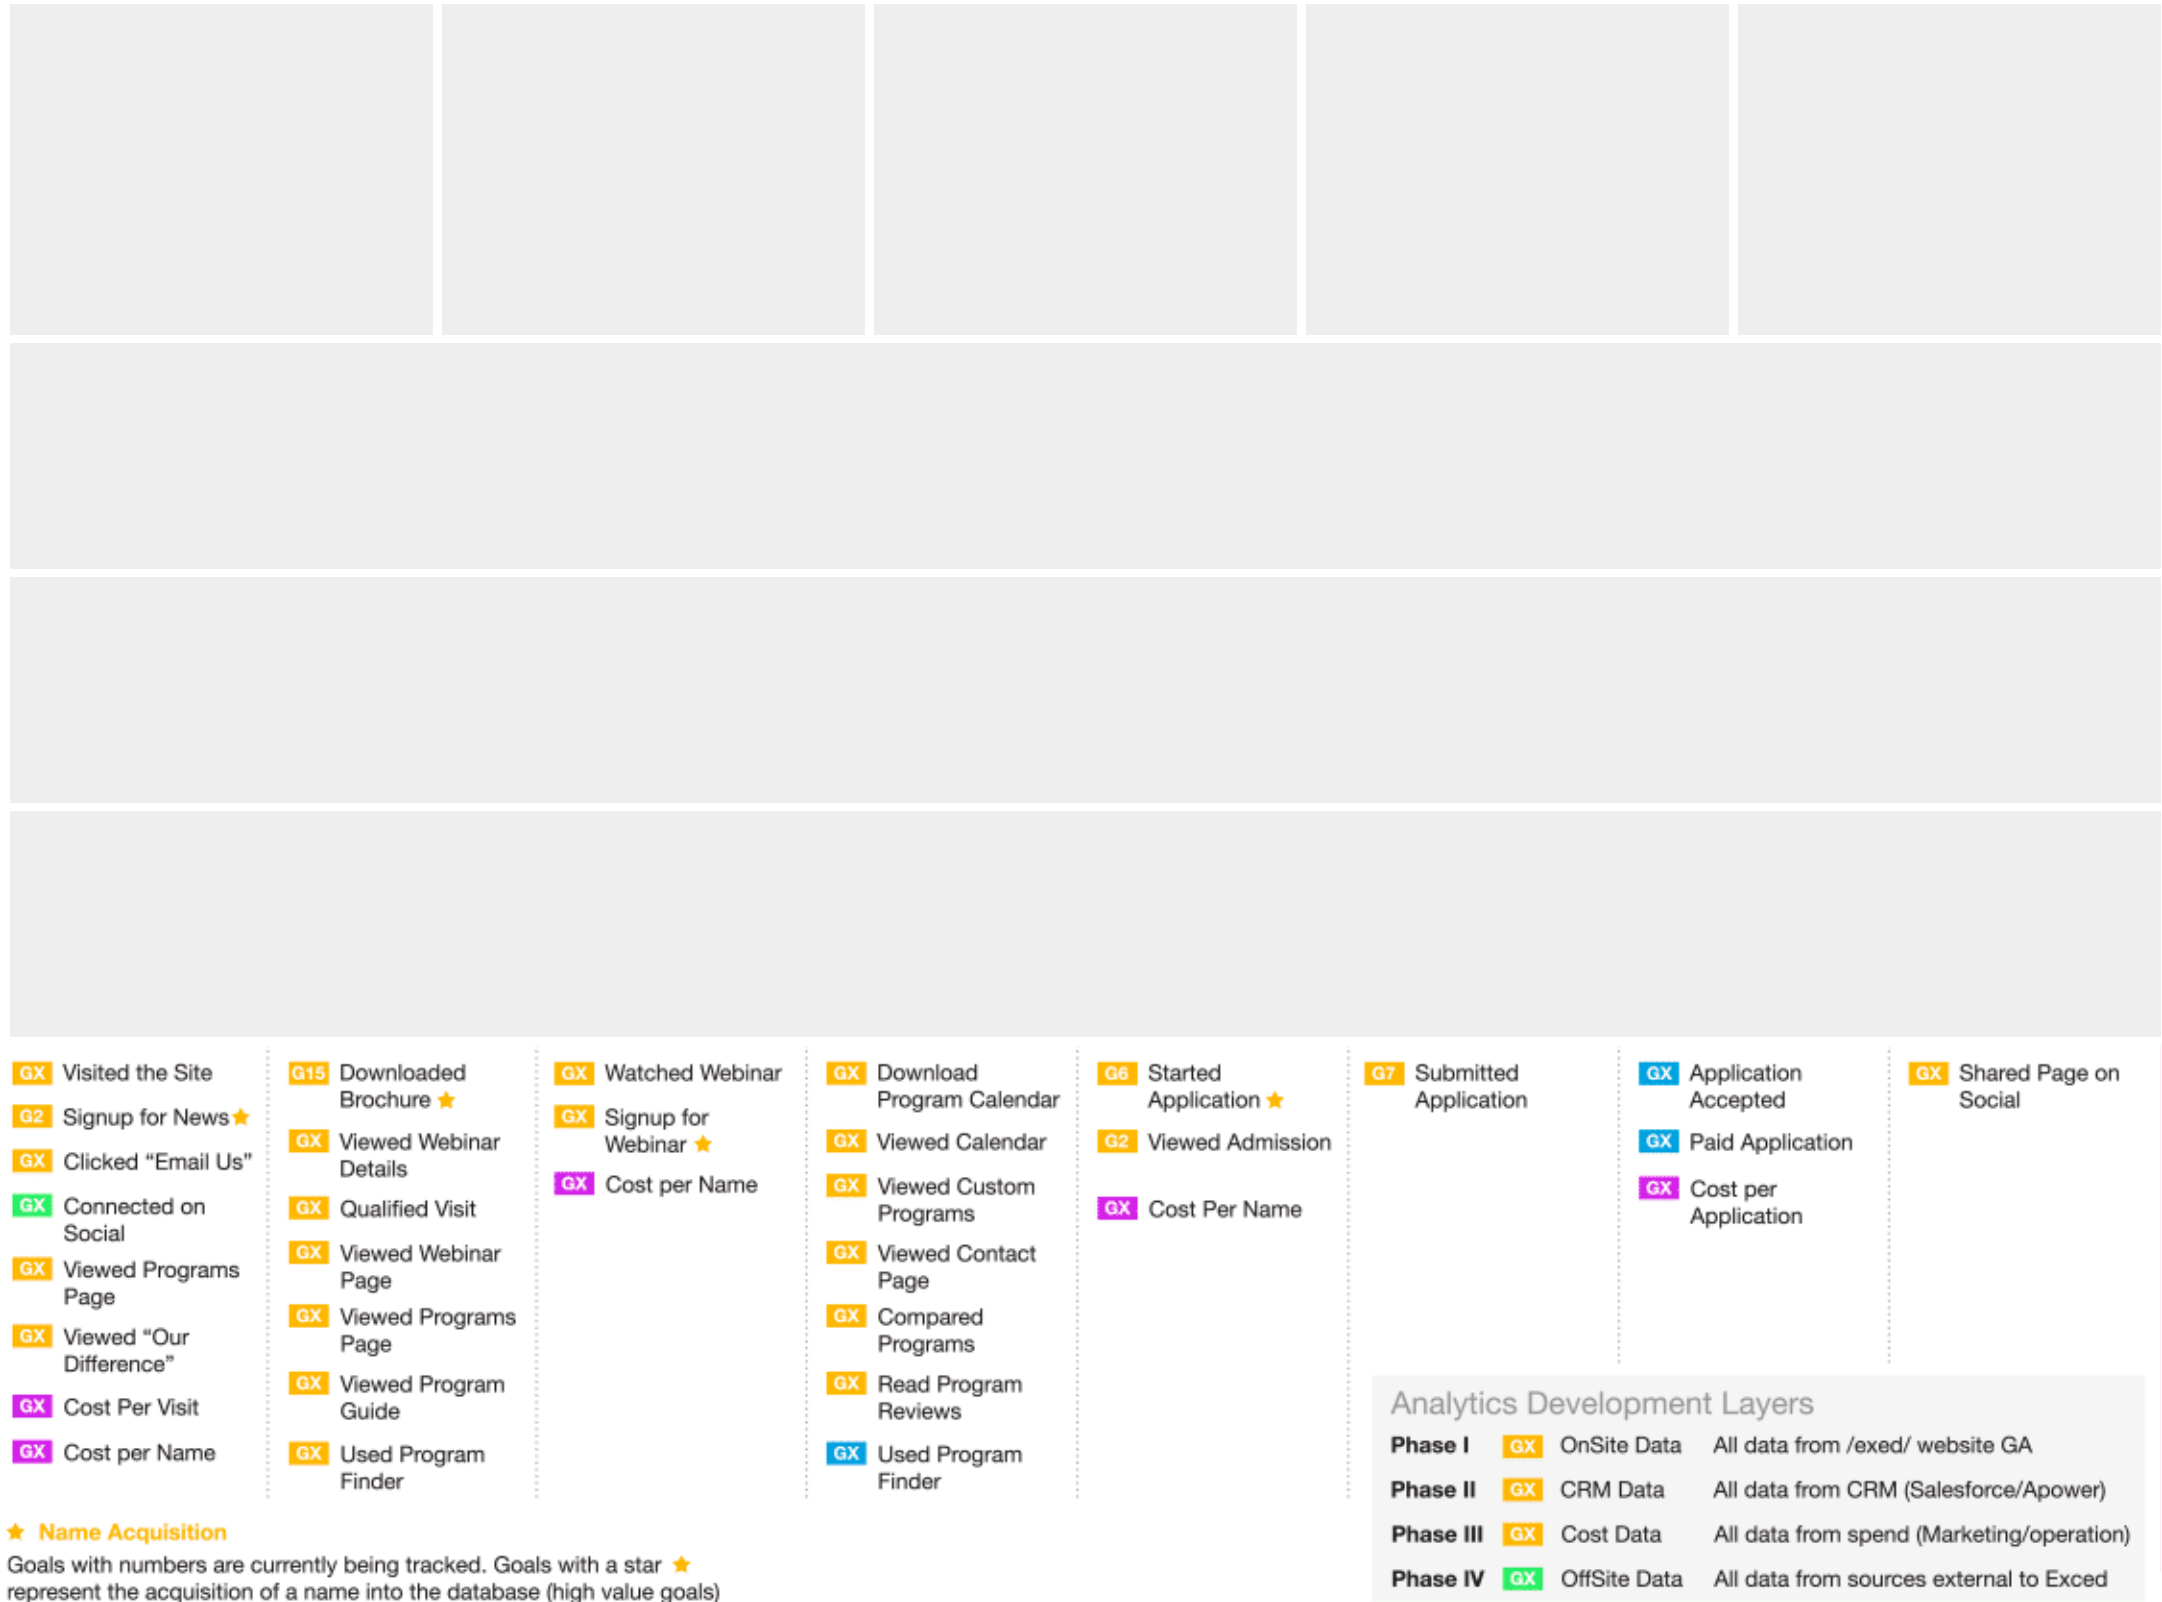 GX Visited the Site
G2 Signup for News
GX Clicked “Email Us”
GX Connected on
Social
GX Viewed Programs
Page
GX Viewed “Our
Difference”
GX Cost Per Visit
GX Cost per Name
G15 Downloaded
Brochure
GX Viewed Webinar
Details
GX Qualified Visit
GX Viewed Webinar
Page
GX Viewed Programs
Page
GX Viewed Program
Guide
GX Used Program
Finder
GX Watched Webinar
GX Signup for
Webinar
GX Cost per Name
GX Download
Program Calendar
GX Viewed Calendar
GX Viewed Custom
Programs
GX Viewed Contact
Page
GX Compared
Programs
GX Read Program
Reviews
GX Used Program
Finder
G6 Started
Application
G2 Viewed Admission
GX Cost Per Name
G7 Submitted
Application
GX Application
Accepted
GX Paid Application
GX Cost per
Application
GX Shared Page on
Social
Analytics Development Layers
Phase I GX OnSite Data All data from /exed/ website GA
Phase II GX CRM Data All data from CRM (Salesforce/Apower)
Phase III GX Cost Data All data from spend (Marketing/operation)
Phase IV GX OffSite Data All data from sources external to Exced
Name Acquisition
Goals with numbers are currently being tracked. Goals with a star
represent the acquisition of a name into the database (high value goals)